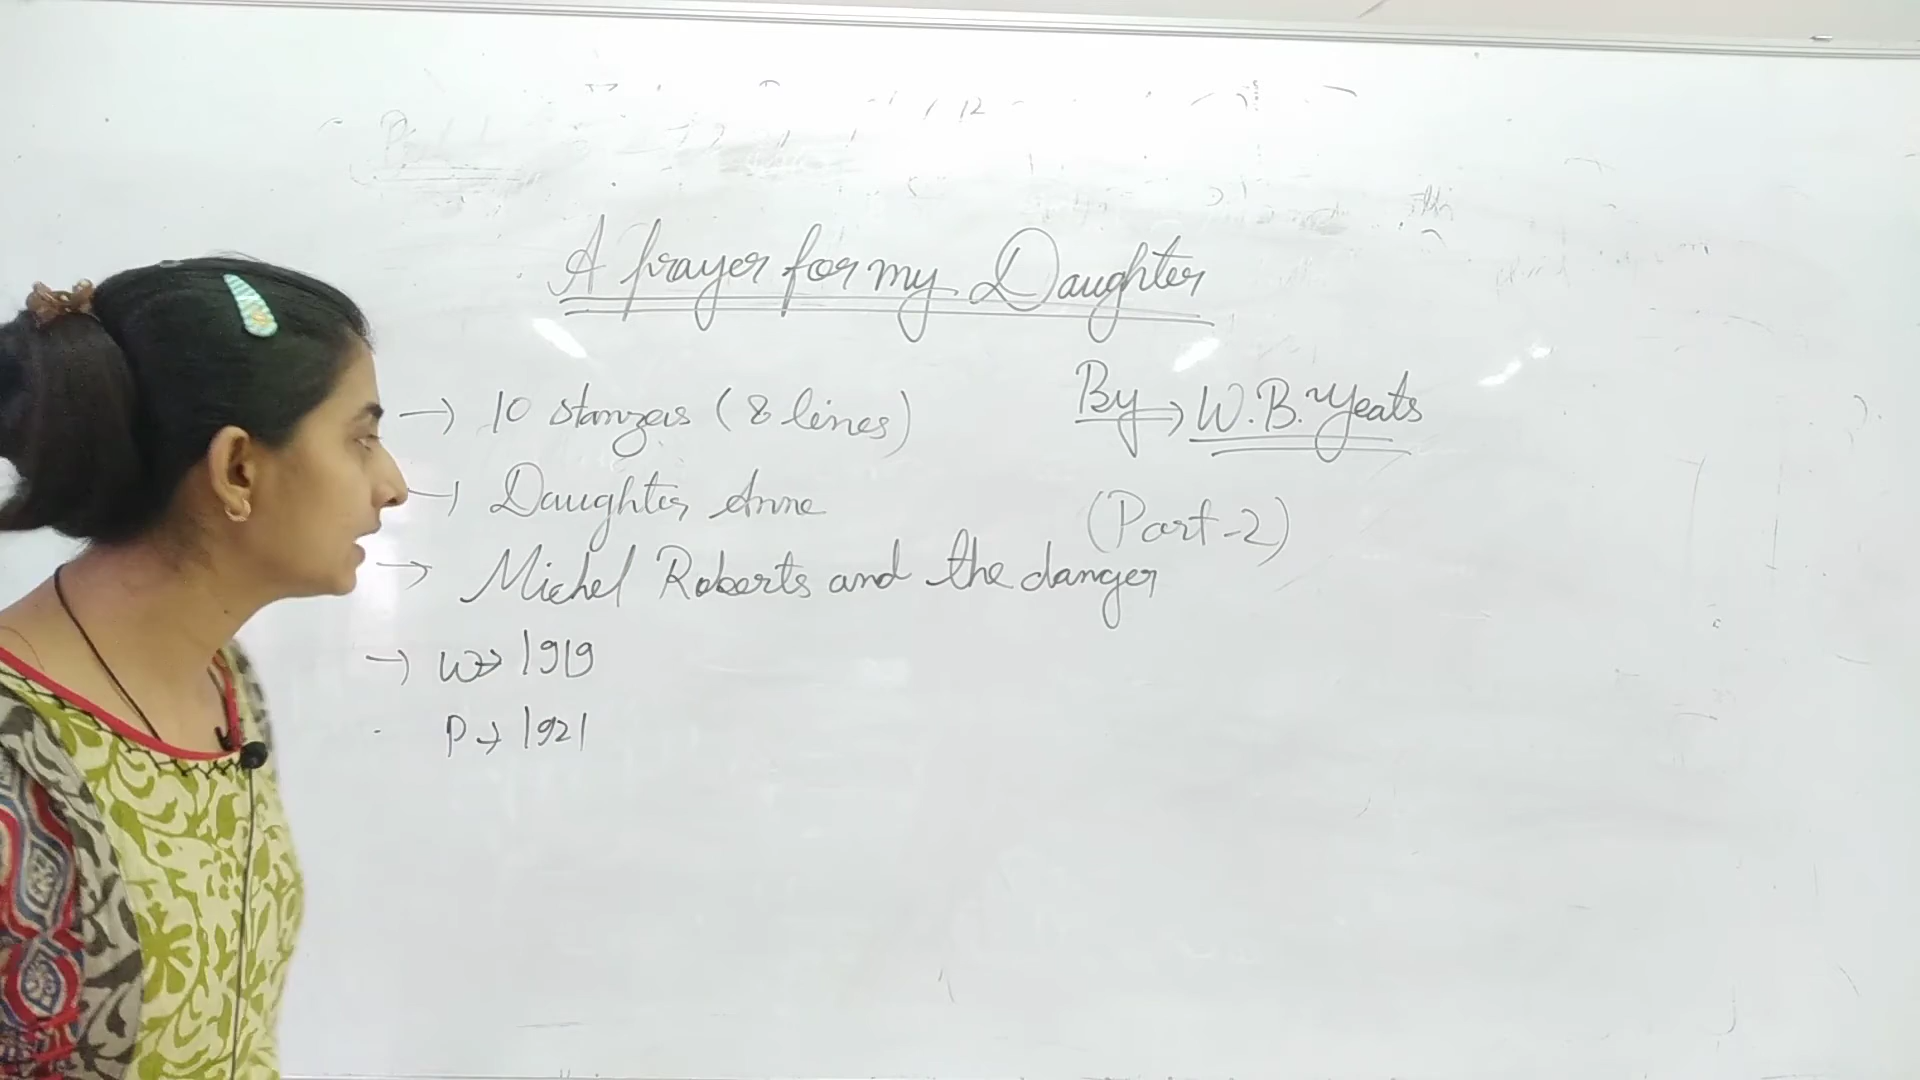 A prayer for my Daughter
By → W.B. Yeats
(Part-2)
→ 10 stanzas (8 lines)
→ Daughter, Anne
→ Michel Roberts and the dancer
→ W → 1919
P → 1921